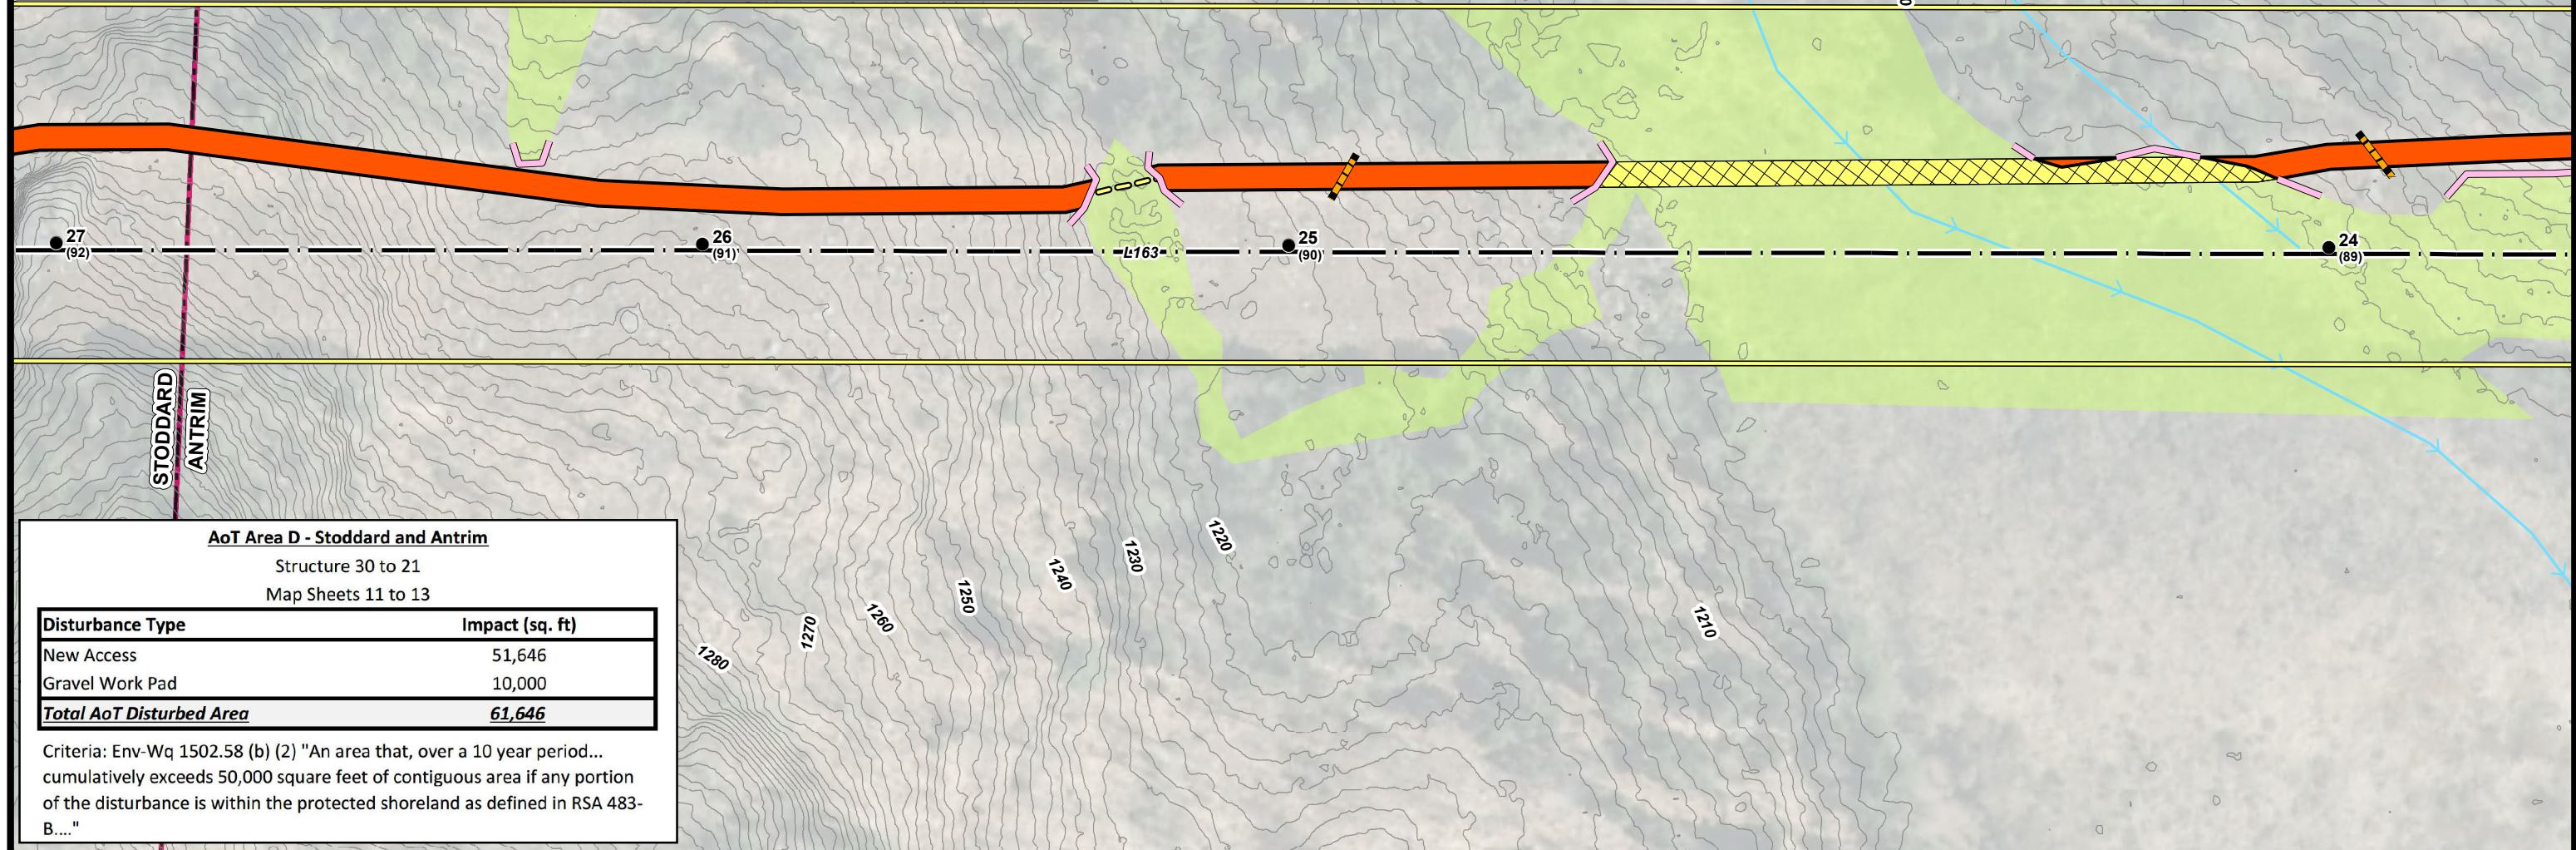 0
27
(92)
26
(91)
L163
25
(90)
24
(89)
STODDARD
ANTRIM
1280
1270
1260
1250
1240
1230
1220
1210
AoT Area D - Stoddard and Antrim
Structure 30 to 21
Map Sheets 11 to 13
Disturbance Type Impact (sq. ft)
New Access 51,646
Gravel Work Pad 10,000
Total AoT Disturbed Area 61,646
Criteria: Env-Wq 1502.58 (b) (2) "An area that, over a 10 year period...
cumulatively exceeds 50,000 square feet of contiguous area if any portion
of the disturbance is within the protected shoreland as defined in RSA 483-
B...."